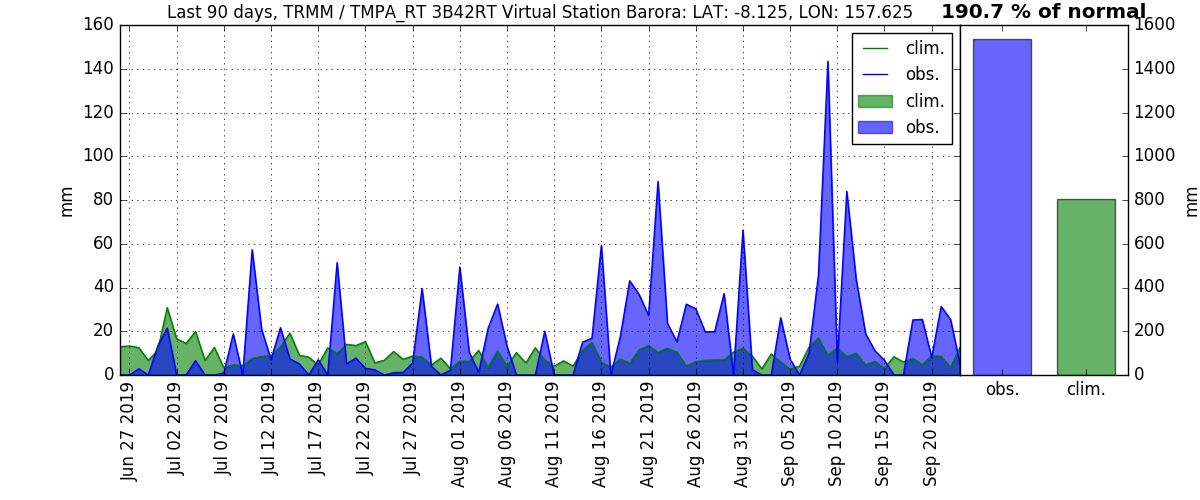 Last 90 days, TRMM / TMPA_RT 3B42RT Virtual Station Barora: LAT: -8.125, LON: 157.625
190.7 % of normal
160
140
120
100
80
60
40
20
0
mm
clim.
obs.
clim.
obs.
1600
1400
1200
1000
800
600
400
200
0
mm
Jun 27 2019
Jul 02 2019
Jul 07 2019
Jul 12 2019
Jul 17 2019
Jul 22 2019
Jul 27 2019
Aug 01 2019
Aug 06 2019
Aug 11 2019
Aug 16 2019
Aug 21 2019
Aug 26 2019
Aug 31 2019
Sep 05 2019
Sep 10 2019
Sep 15 2019
Sep 20 2019
obs.
clim.